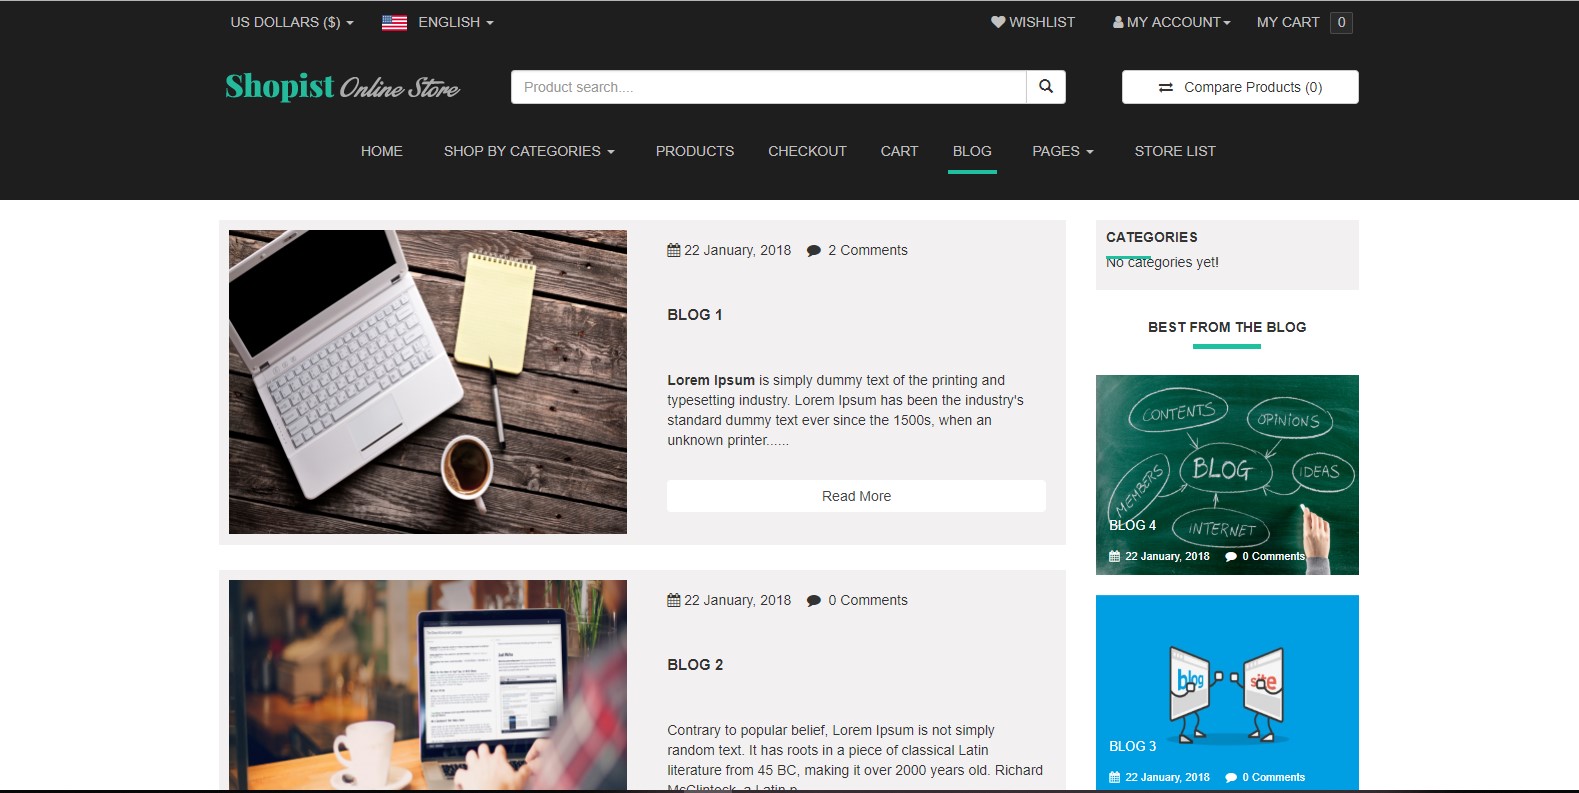 US DOLLARS ($)
ENGLISH
WISHLIST
MY ACCOUNT
MY CART 0
Shopist Online Store
Product search....
Compare Products (0)
HOME
SHOP BY CATEGORIES
PRODUCTS
CHECKOUT
CART
BLOG
PAGES
STORE LIST
22 January, 2018 2 Comments
BLOG 1
Lorem Ipsum is simply dummy text of the printing and
typesetting industry. Lorem Ipsum has been the industry's
standard dummy text ever since the 1500s, when an
unknown printer......
Read More
22 January, 2018 0 Comments
BLOG 2
Contrary to popular belief, Lorem Ipsum is not simply
random text. It has roots in a piece of classical Latin
literature from 45 BC, making it over 2000 years old. Richard
McClintock, a Latin p
CATEGORIES
No categories yet!
BEST FROM THE BLOG
CONTENTS
OPINIONS
BLOG
IDEAS
MEMBERS
INTERNET
BLOG 4
22 January, 2018 0 Comments
blog
site
BLOG 3
22 January, 2018 0 Comments